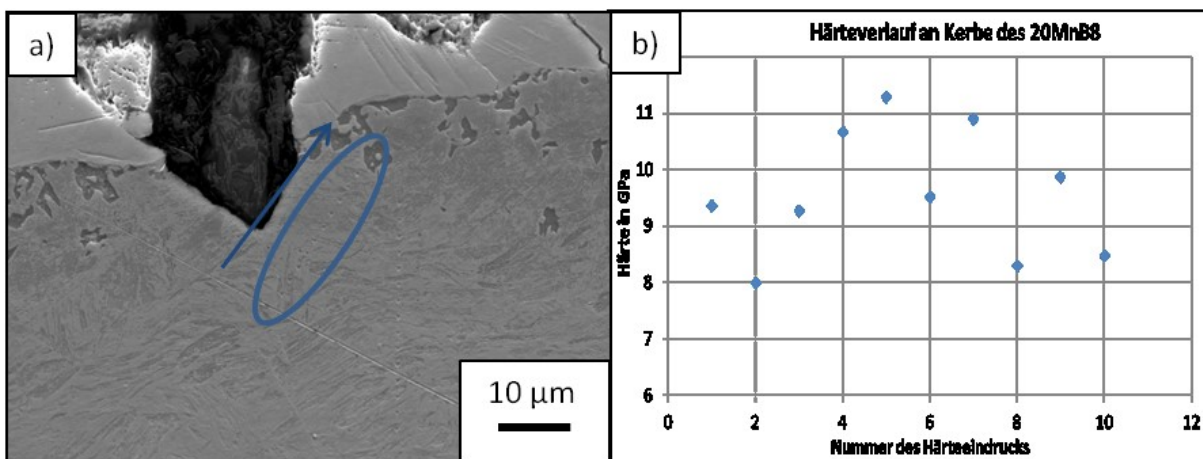 a)
10 µm
b)
Härteverlauf an Kerbe des 20MnB8
Härte in GPa
11
10
9
8
7
6
0
2
4
6
8
10
12
Nummer des Härteeindrucks